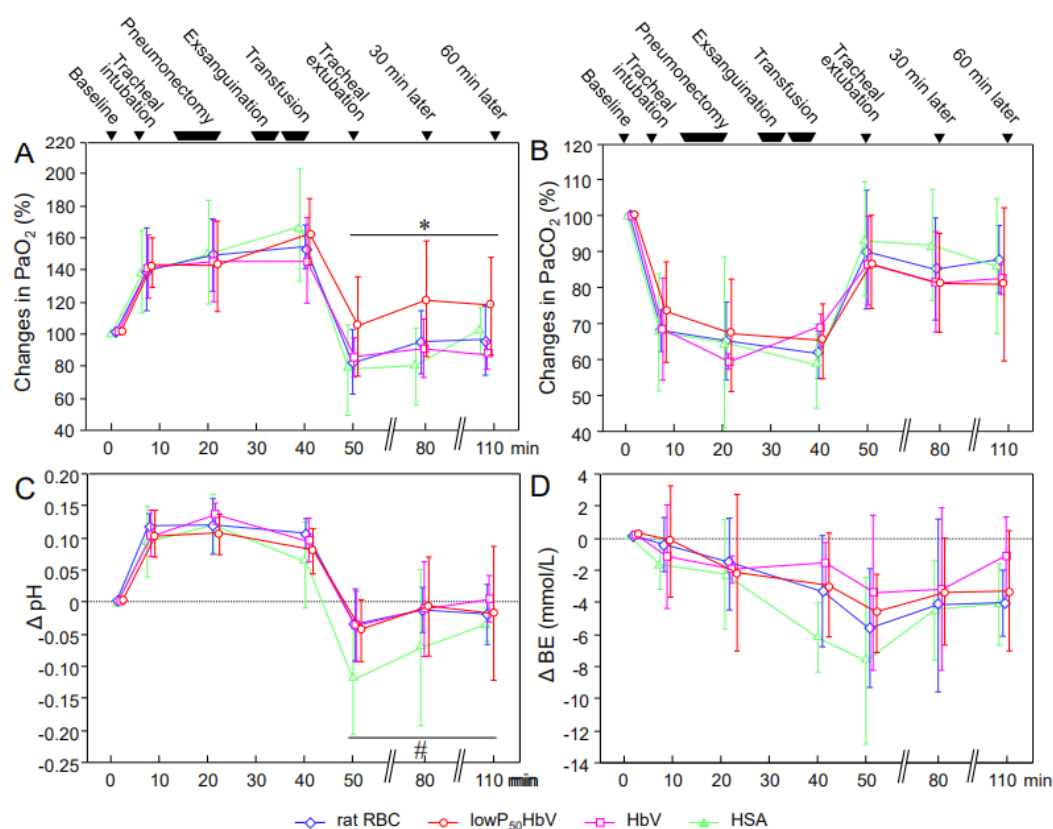 Baseline
Tracheal intubation
Pneumonectomy
Exsanguination
Transfusion
Tracheal extubation
30 min later
60 min later
Baseline
Tracheal intubation
Pneumonectomy
Exsanguination
Transfusion
Tracheal extubation
30 min later
60 min later
A
Changes in PaO₂ (%)
220
200
180
160
140
120
100
80
60
40
*
0 10 20 30 40 50 80 110 min
B
Changes in PaCO₂ (%)
120
110
100
90
80
70
60
50
40
0 10 20 30 40 50 80 110 min
C
Δ pH
0.20
0.15
0.10
0.05
0
-0.05
-0.10
-0.15
-0.20
-0.25
#
0 10 20 30 40 50 80 110 min
D
Δ BE (mmol/L)
4
2
0
-2
-4
-6
-8
-10
-12
-14
0 10 20 30 40 50 80 110 min
rat RBC lowP₅₀HbV HbV HSA